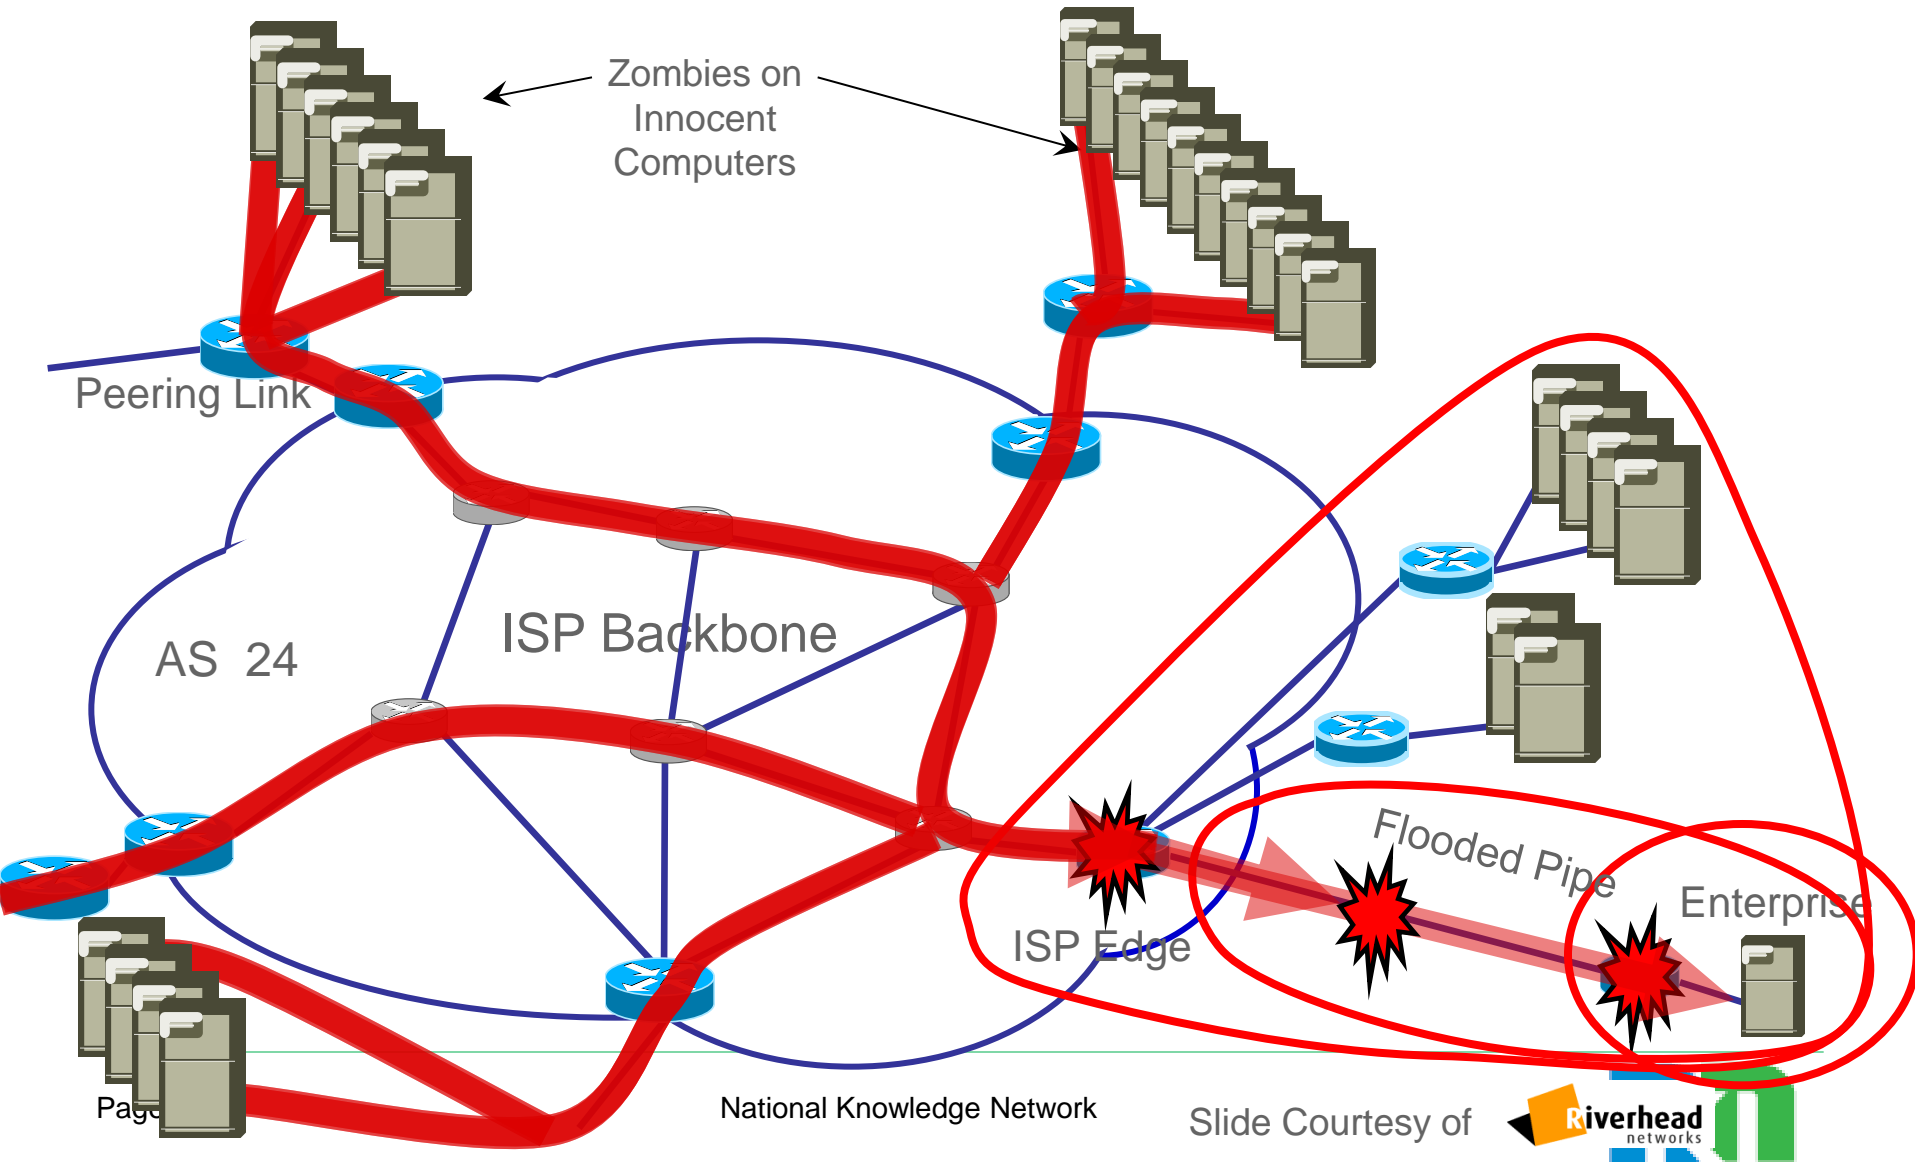 Zombies on
Innocent
Computers
Peering Link
ISP Backbone
AS 24
Flooded Pipe
Enterprise
ISP Edge
National Knowledge Network
Slide Courtesy of
Riverhead
networks